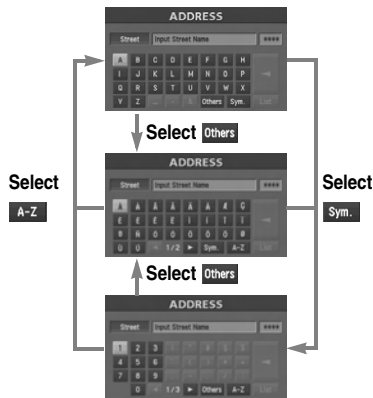 ADDRESS
Street Input Street Name ****
A B C D E F G H
I J K L M N O P
Q R S T U V W X
Y Z Others Sym. List
Select Others
ADDRESS
Street Input Street Name ****
1/2 Sym. A-Z List
Select
A-Z
Select
Sym.
Select Others
ADDRESS
Street Input Street Name ****
1 2 3
4 5 6
7 8 9
0 1/3 Others A-Z List